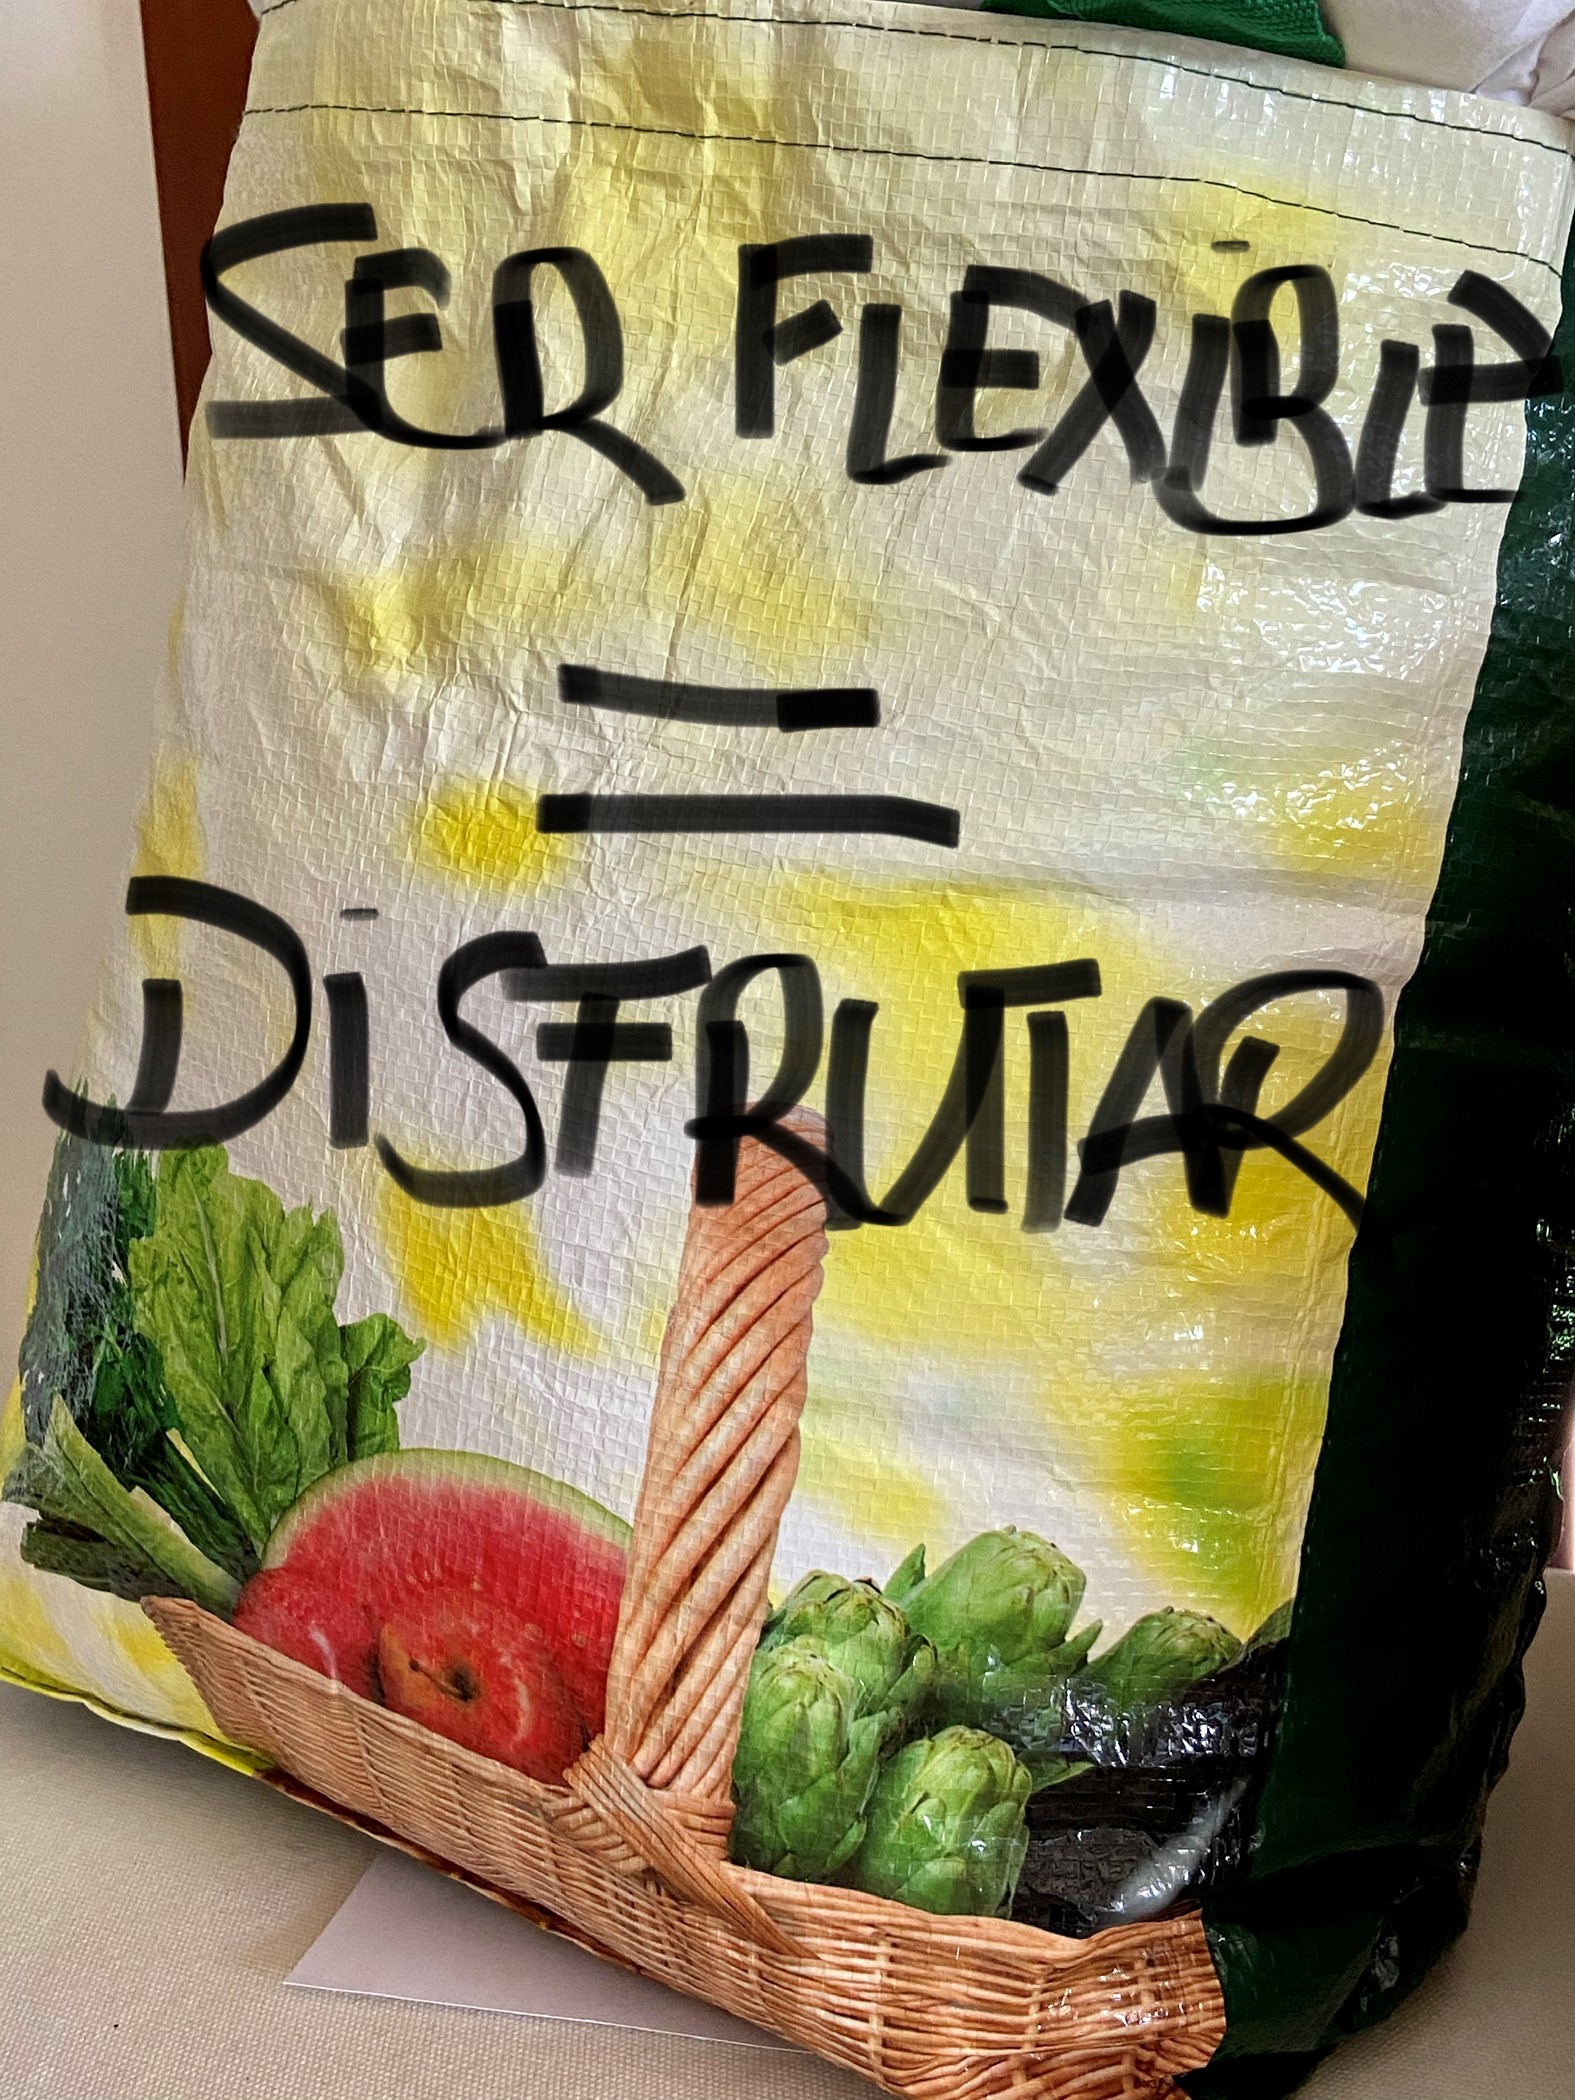 SER FLEXIBLE
=
DiSFRUTAR